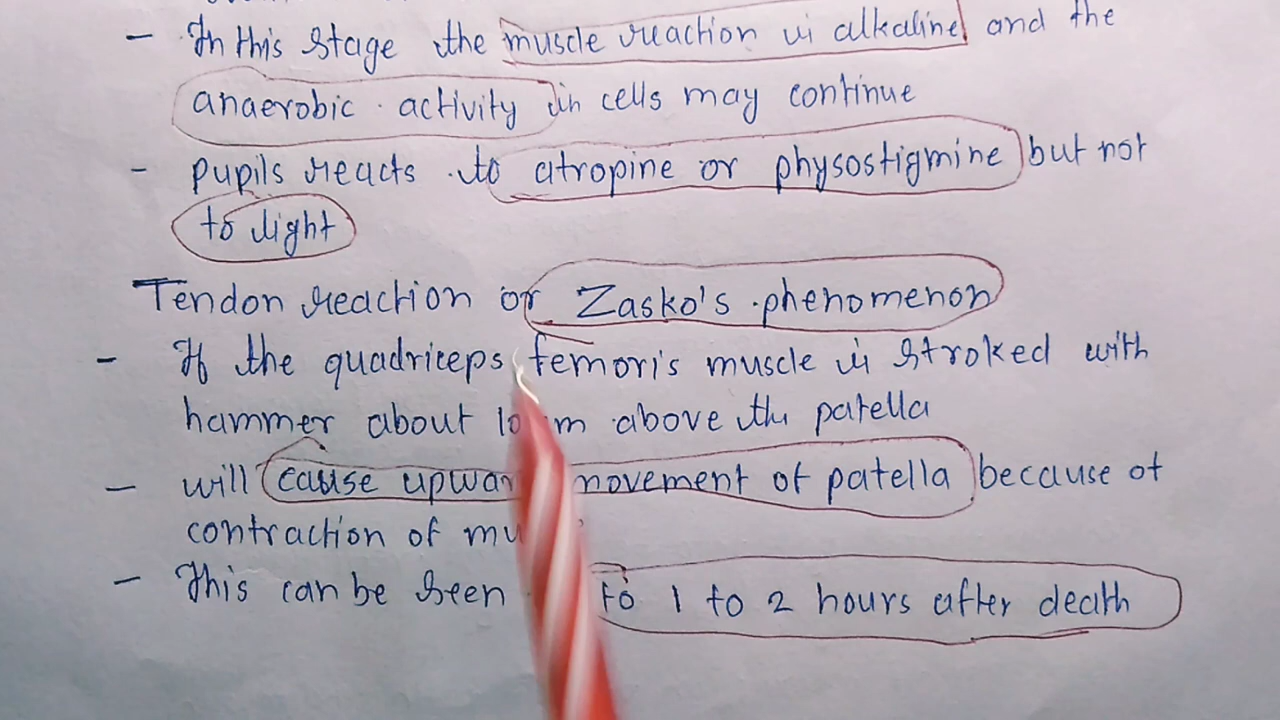 - In this stage the muscle reaction is alkaline and the
anaerobic activity in cells may continue
- pupils reacts to atropine or physostigmine but not
to light
Tendon reaction or Zasko's phenomenon
- If the quadriceps femoris muscle is stroked with
hammer about above the patella
- will cause movement of patella because of
contraction of
- This can be seen to 1 to 2 hours after death